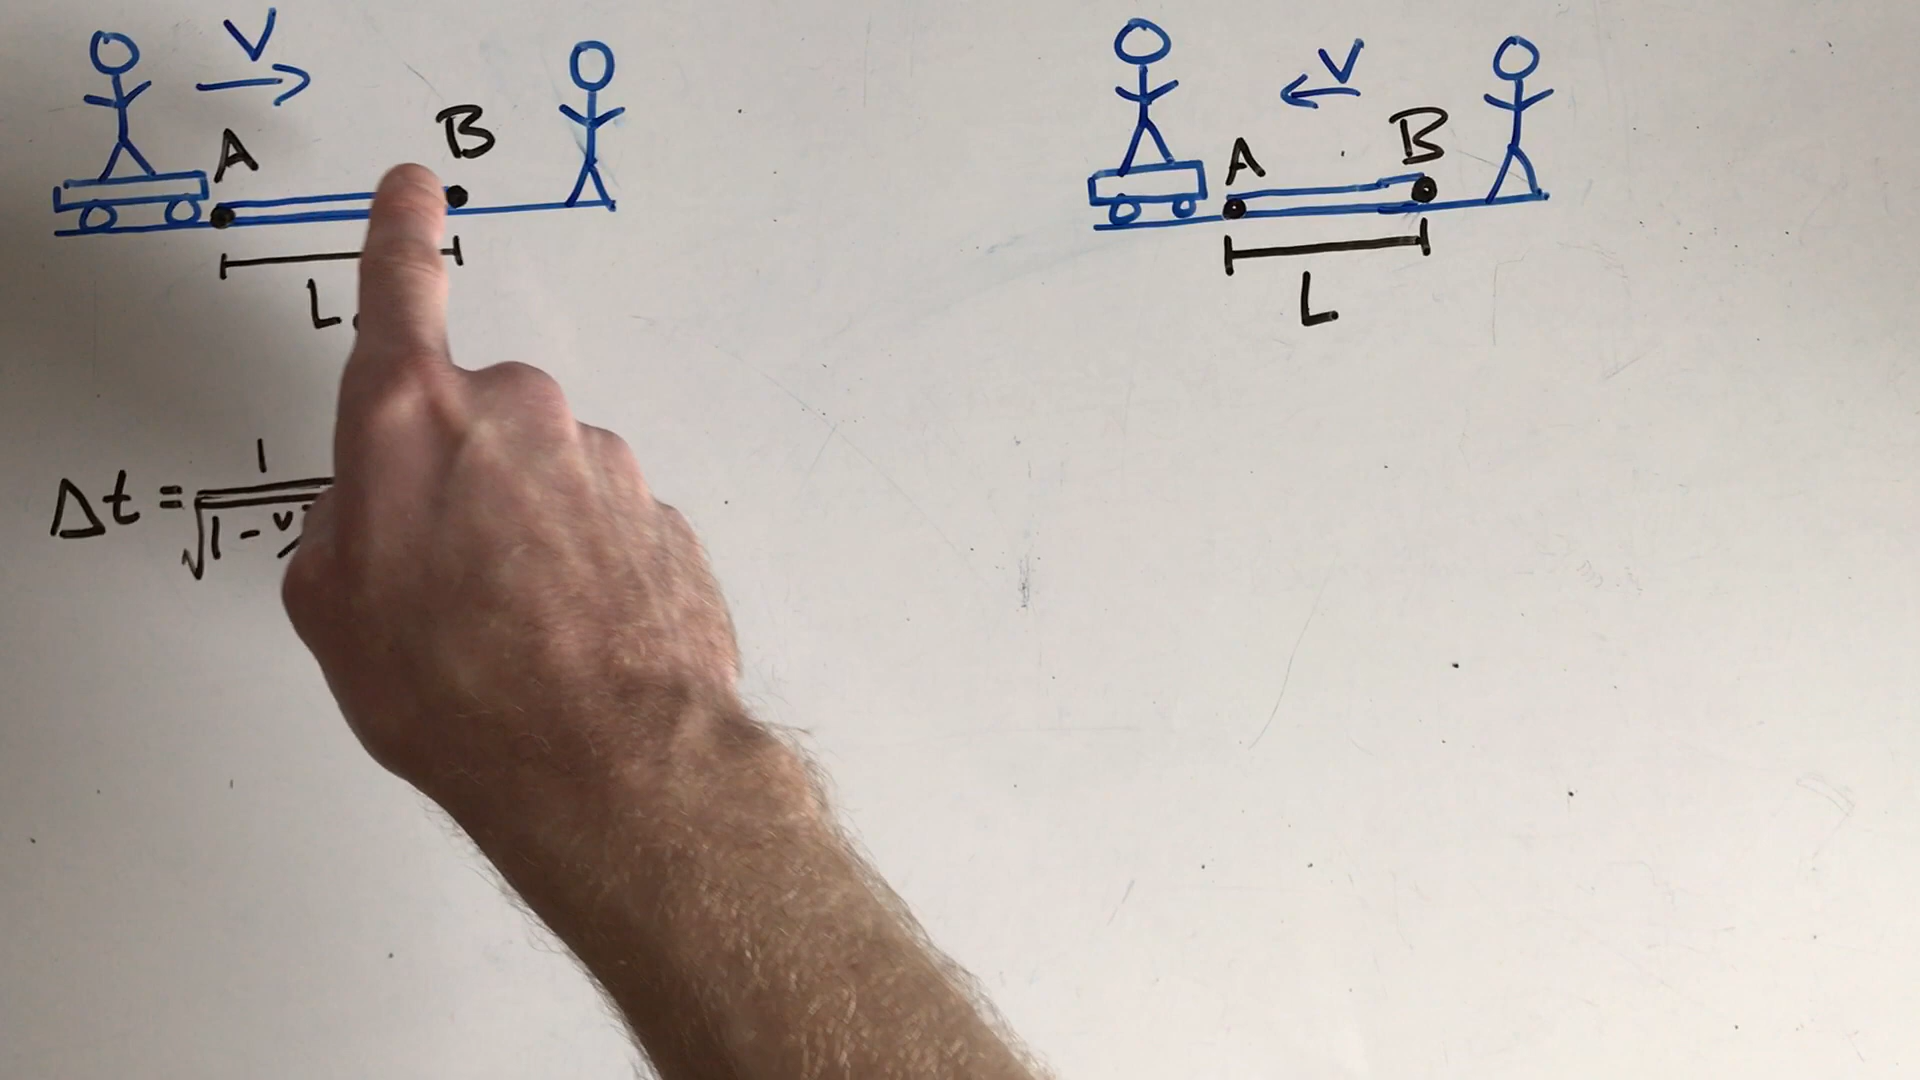 V
A B
L
Δt = 1/√1 - v
V
A B
L